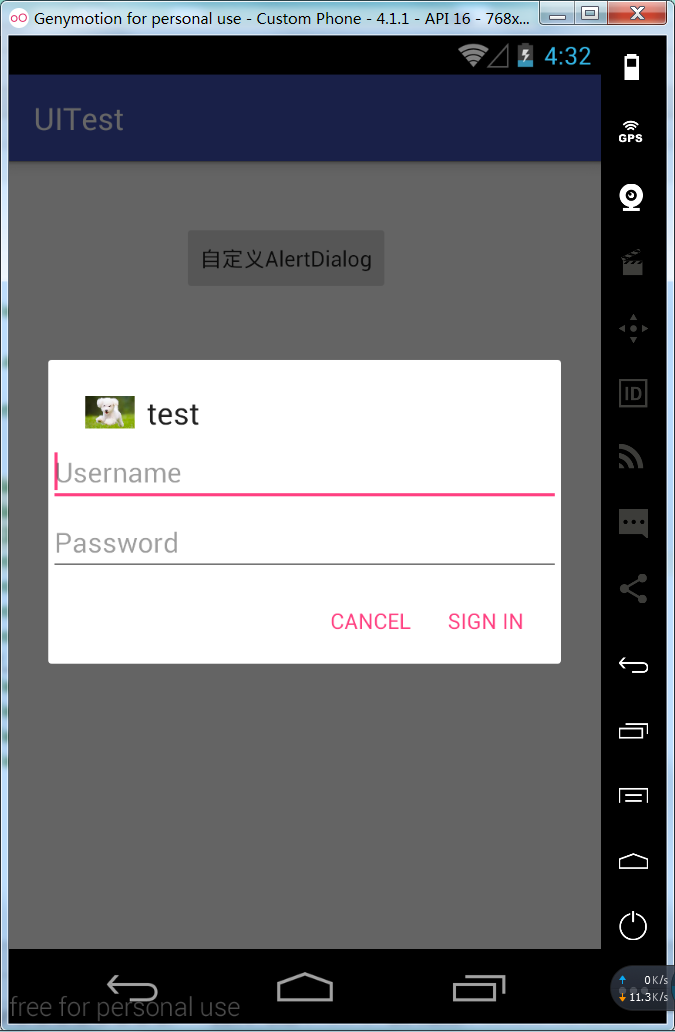 Genymotion for personal use - Custom Phone - 4.1.1 - API 16 - 768x...
4:32
UITest
GPS
自定义AlertDialog
ID
test
Username
Password
CANCEL
SIGN IN
0K/s
11.3K/s
free for personal use